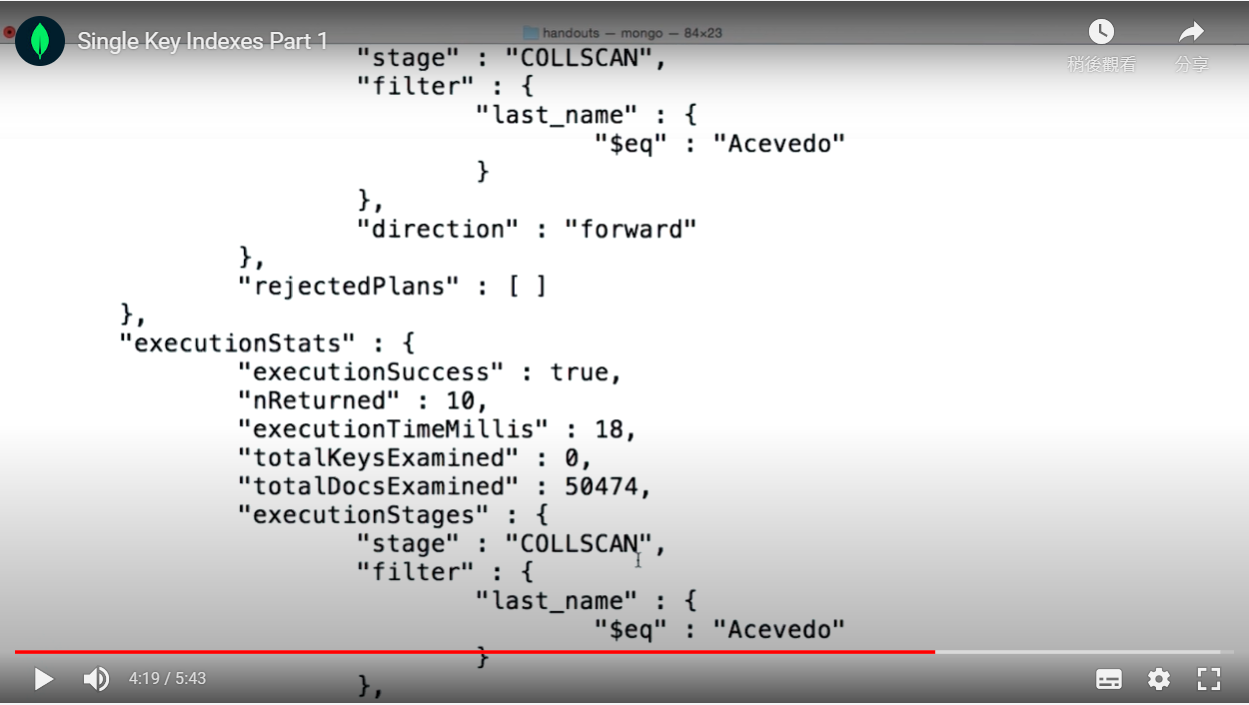 handouts — mongo — 84×23
Single Key Indexes Part 1
稍後觀看
分享
"stage" : "COLLSCAN",
"filter" : {
"last_name" : {
"$eq" : "Acevedo"
}
},
"direction" : "forward"
},
"rejectedPlans" : [ ]
},
"executionStats" : {
"executionSuccess" : true,
"nReturned" : 10,
"executionTimeMillis" : 18,
"totalKeysExamined" : 0,
"totalDocsExamined" : 50474,
"executionStages" : {
"stage" : "COLLSCAN",
"filter" : {
"last_name" : {
"$eq" : "Acevedo"
}
},
4:19 / 5:43